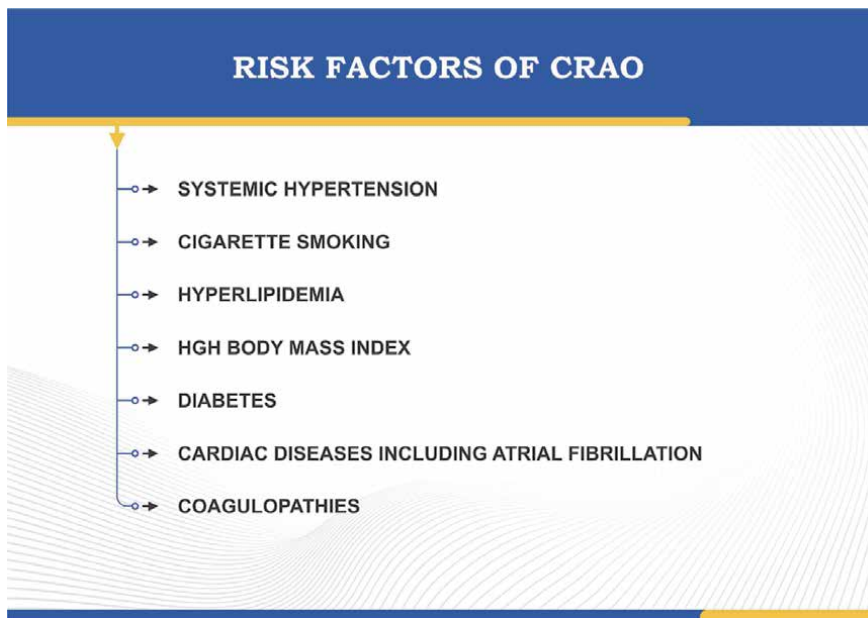 RISK FACTORS OF CRAO
SYSTEMIC HYPERTENSION
CIGARETTE SMOKING
HYPERLIPIDEMIA
HGH BODY MASS INDEX
DIABETES
CARDIAC DISEASES INCLUDING ATRIAL FIBRILLATION
COAGULOPATHIES